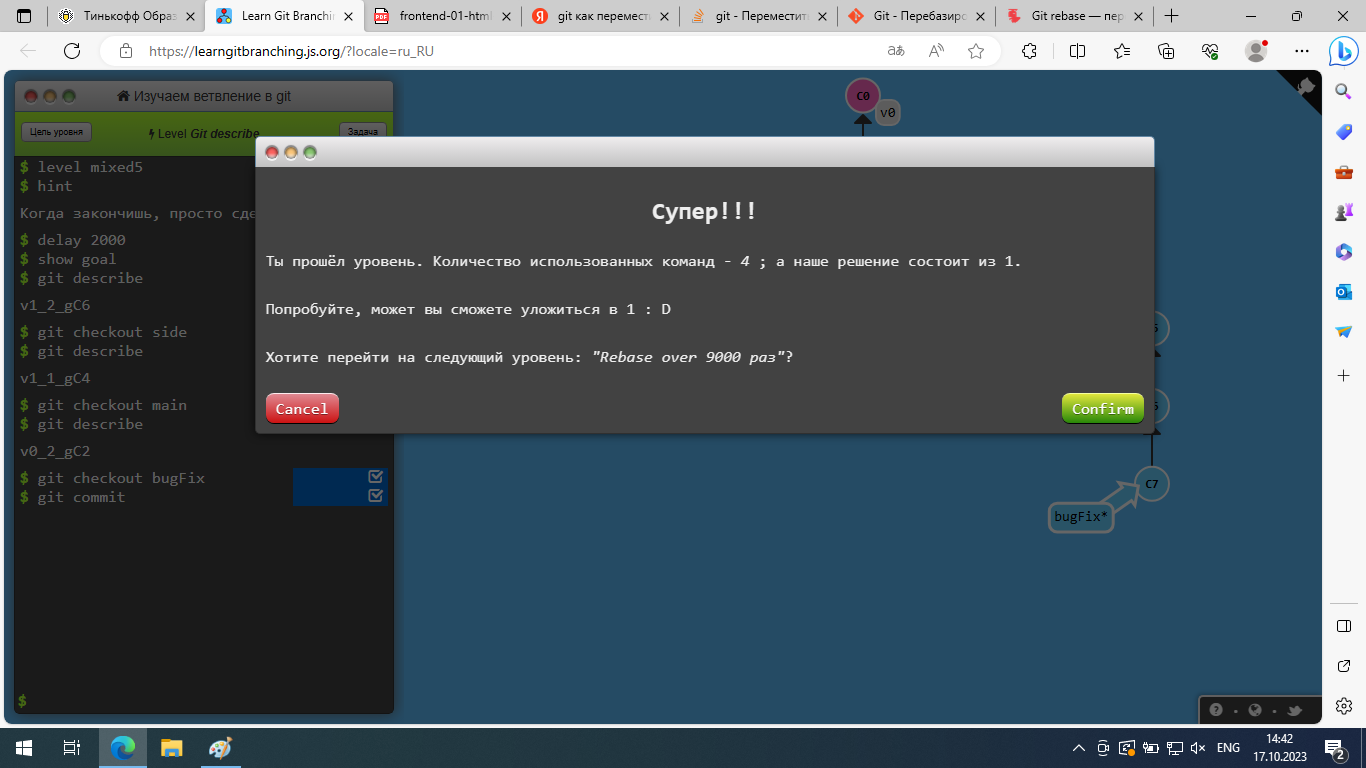 Тинькофф Обра
Learn Git Branchi
frontend-01-html
git как перемест
git - Переместит
Git - Перебазиро
Git rebase — пер
https://learngitbranching.js.org/?locale=ru_RU
Изучаем ветвление в git
Цель уровня
Level Git describe
Задача
$ level mixed5
$ hint
Когда закончишь, просто сде
$ delay 2000
$ show goal
$ git describe
v1_2_gC6
$ git checkout side
$ git describe
v1_1_gC4
$ git checkout main
$ git describe
v0_2_gC2
$ git checkout bugFix
$ git commit
$
C0
v0
Супер!!!
Ты прошёл уровень. Количество использованных команд - 4 ; а наше решение состоит из 1.
Попробуйте, может вы сможете уложиться в 1 : D
Хотите перейти на следующий уровень: "Rebase over 9000 раз"?
Cancel
Confirm
C7
bugFix*
ENG
14:42
17.10.2023
2